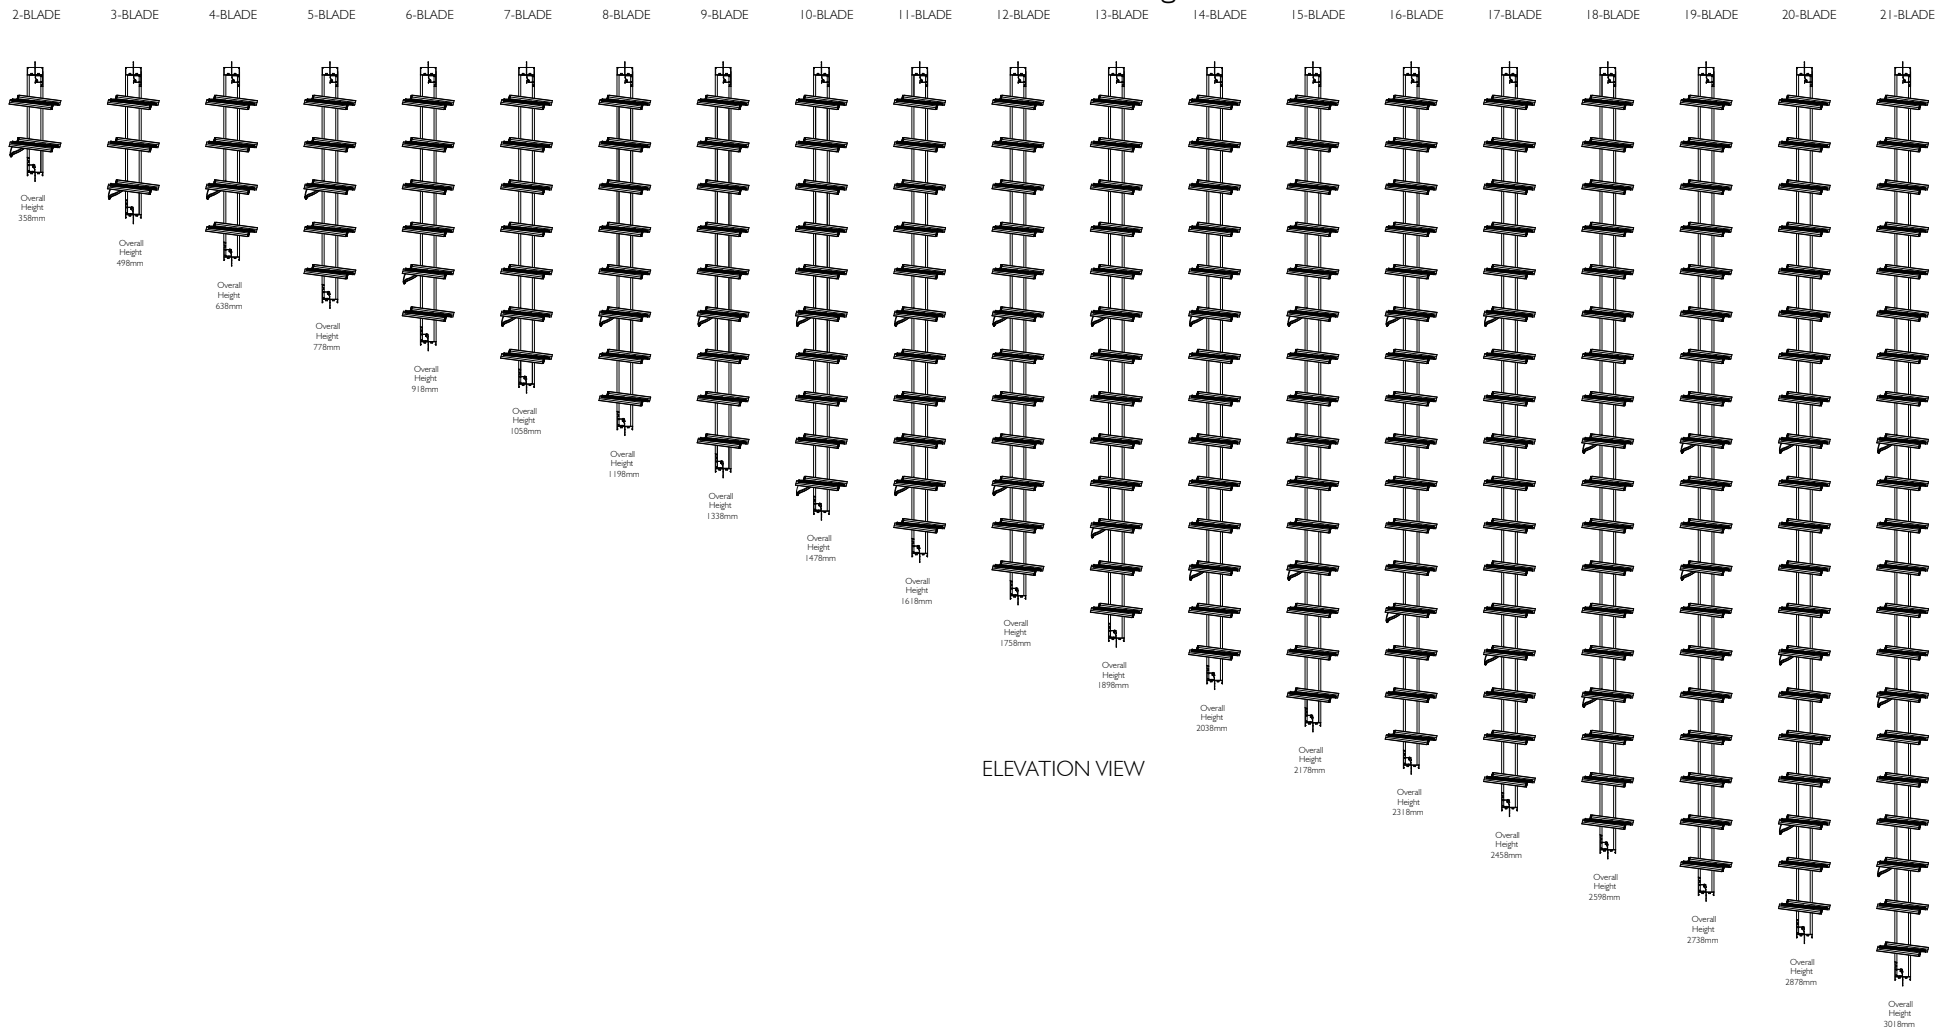 2-BLADE
3-BLADE
4-BLADE
5-BLADE
6-BLADE
7-BLADE
8-BLADE
9-BLADE
10-BLADE
11-BLADE
12-BLADE
13-BLADE
14-BLADE
15-BLADE
16-BLADE
17-BLADE
18-BLADE
19-BLADE
20-BLADE
21-BLADE
Overall
Height
358mm
Overall
Height
498mm
Overall
Height
638mm
Overall
Height
778mm
Overall
Height
918mm
Overall
Height
1058mm
Overall
Height
1198mm
Overall
Height
1338mm
Overall
Height
1478mm
Overall
Height
1618mm
Overall
Height
1758mm
Overall
Height
1898mm
Overall
Height
2038mm
Overall
Height
2178mm
ELEVATION VIEW
Overall
Height
2318mm
Overall
Height
2458mm
Overall
Height
2598mm
Overall
Height
2738mm
Overall
Height
2878mm
Overall
Height
3018mm